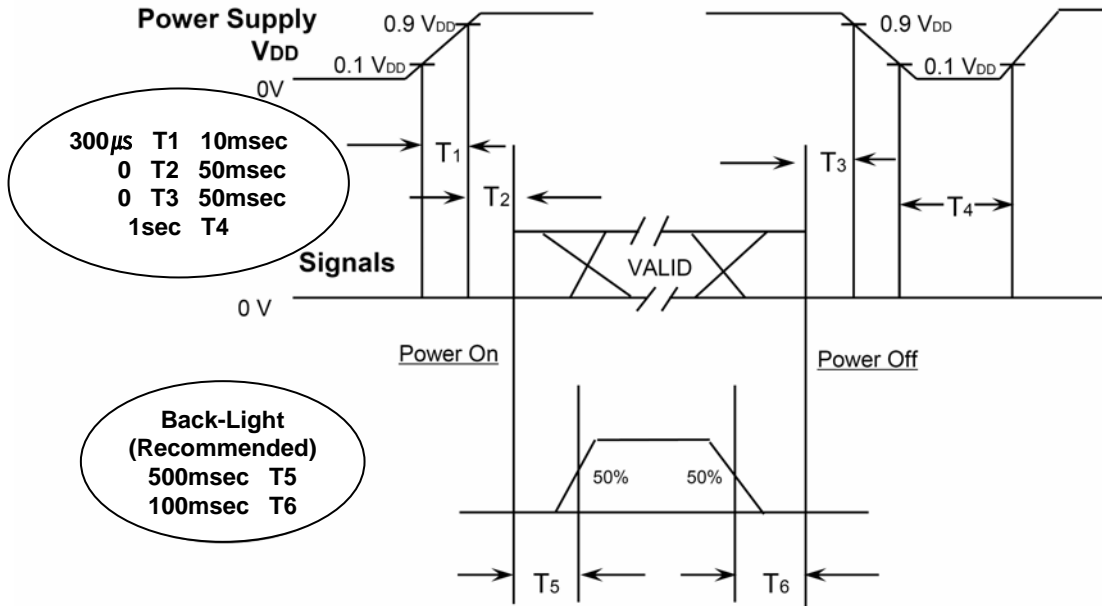 Power Supply
VDD
0.9 VDD
0.9 VDD
0.1 VDD
0.1 VDD
0V
300㎲ T1 10msec
0 T2 50msec
0 T3 50msec
1sec T4
T1
T2
T3
T4
Signals
VALID
0 V
Power On
Power Off
Back-Light
(Recommended)
500msec T5
100msec T6
50%
50%
T5
T6